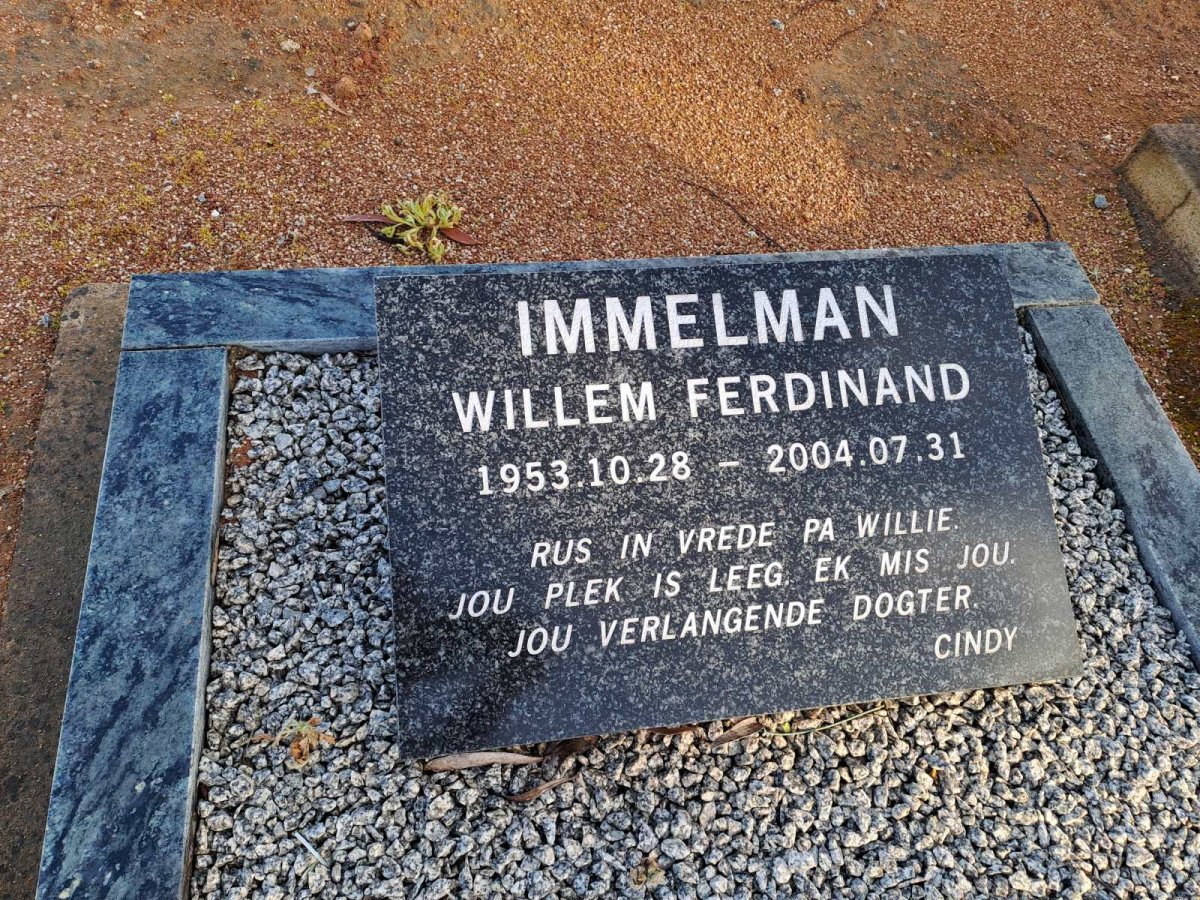 IMMELMAN
WILLEM FERDINAND
1953.10.28 – 2004.07.31
RUS IN VREDE PA WILLIE.
JOU PLEK IS LEEG. EK MIS JOU.
JOU VERLANGENDE DOGTER.
CINDY